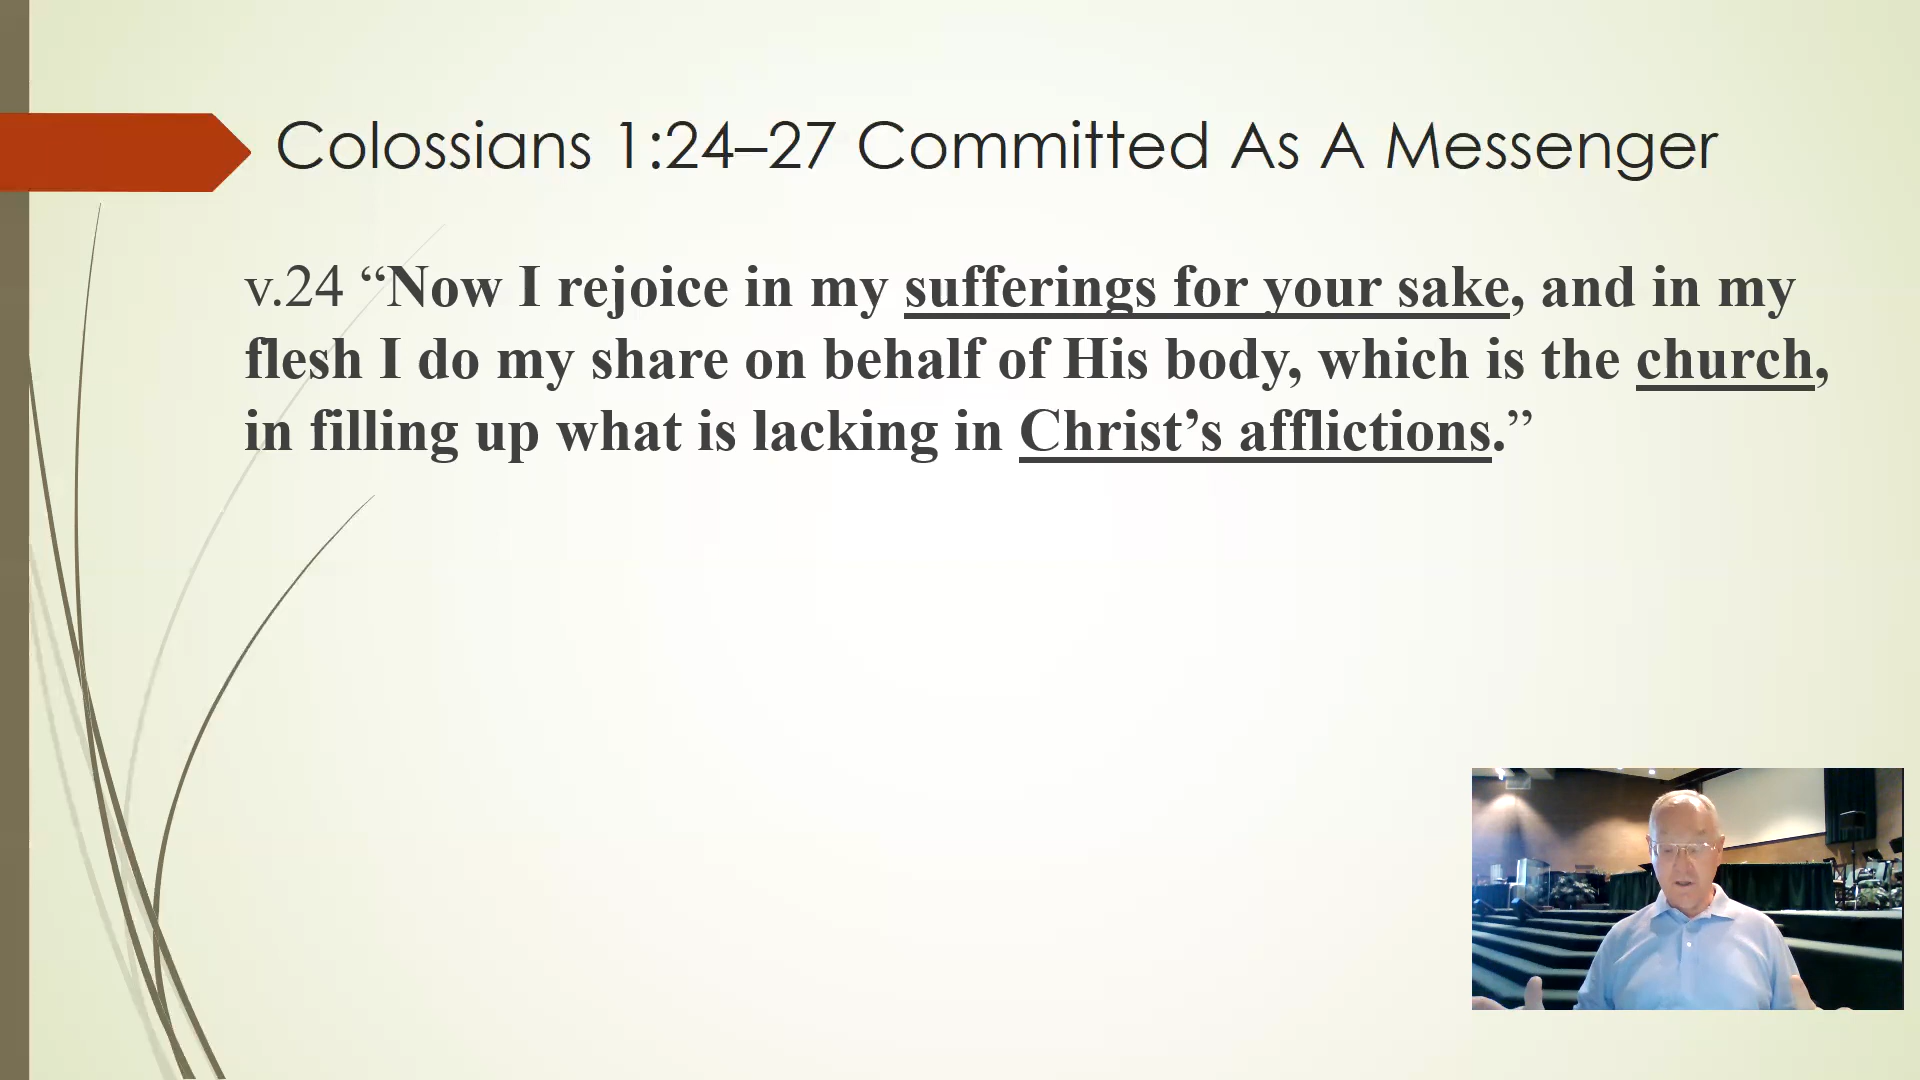 Colossians 1:24–27 Committed As A Messenger
v.24 “Now I rejoice in my sufferings for your sake, and in my
flesh I do my share on behalf of His body, which is the church,
in filling up what is lacking in Christ’s afflictions.”